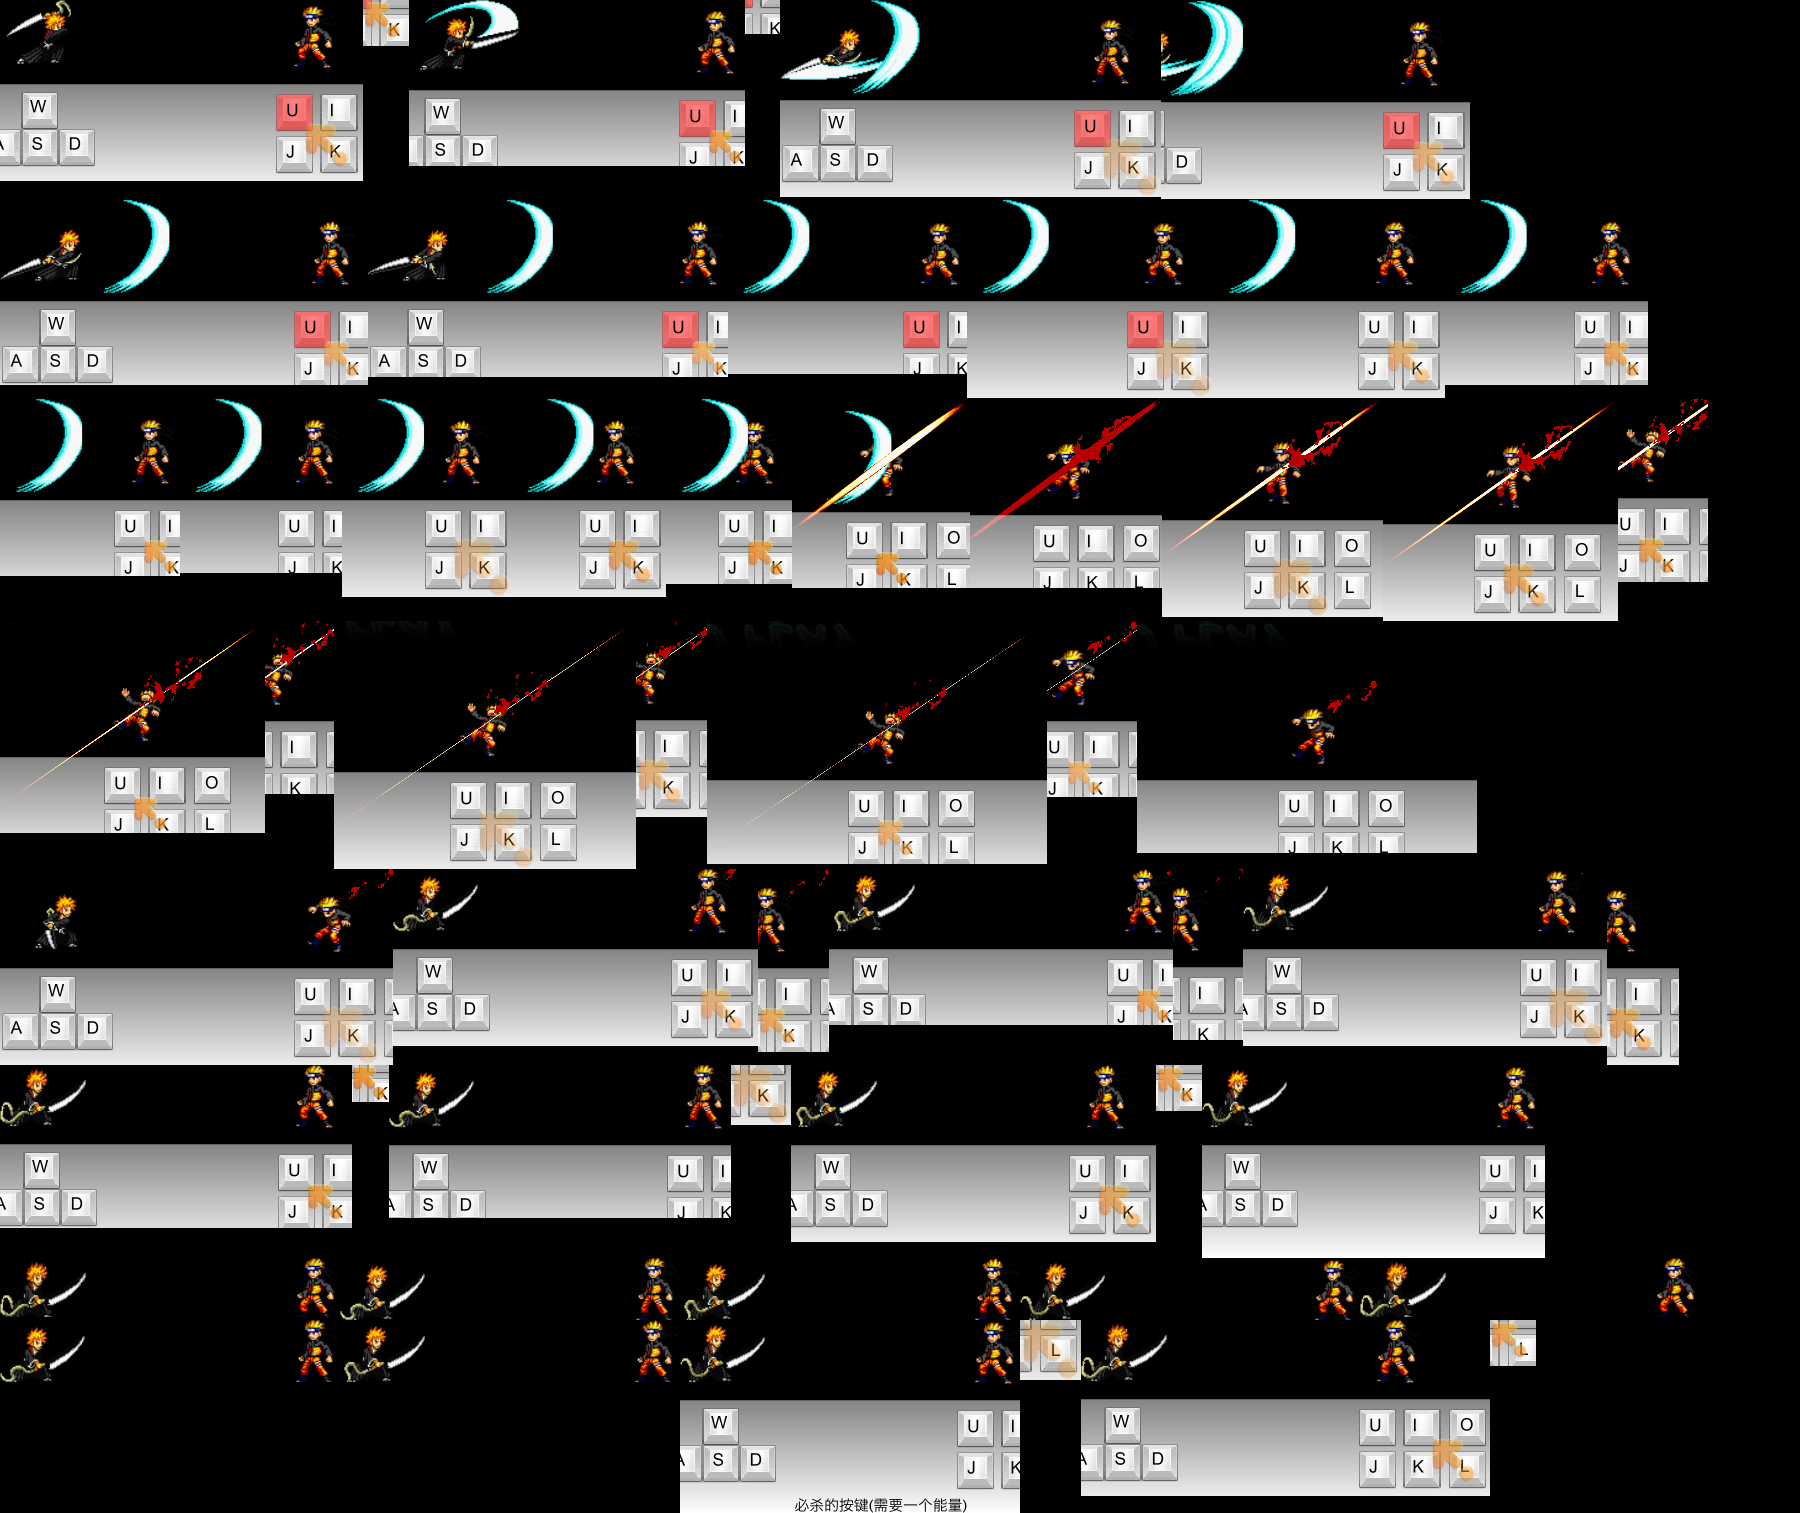 W U I
A S D J K
K
W U I
S D J K
K
W U I
A S D J K
U I
D J K
W U I
A S D J K
W U I
A S D J K
U I
J K
U I
J K
U I
J K
U I
J K
U I
J K
U I
J K
U I
J K
U I
J K
U I
J K
U I O
J K L
U I O
J K L
U I O
J K L
U I O
J K L
U I
J K
U I O
J K L
I
K
U I O
J K L
I
K
U I O
J K L
U I
J K
U I O
J K L
W U I
A S D J K
W U I
A S D J K
I
K
W U I
A S D J K
I
K
W U I
A S D J K
I
K
W U I
A S D J K
K
W U I
A S D J K
K
W U I
A S D J K
K
W U I
A S D J K
L
L
W U I
A S D J K
必杀的按键(需要一个能量)
W U I O
A S D J K L